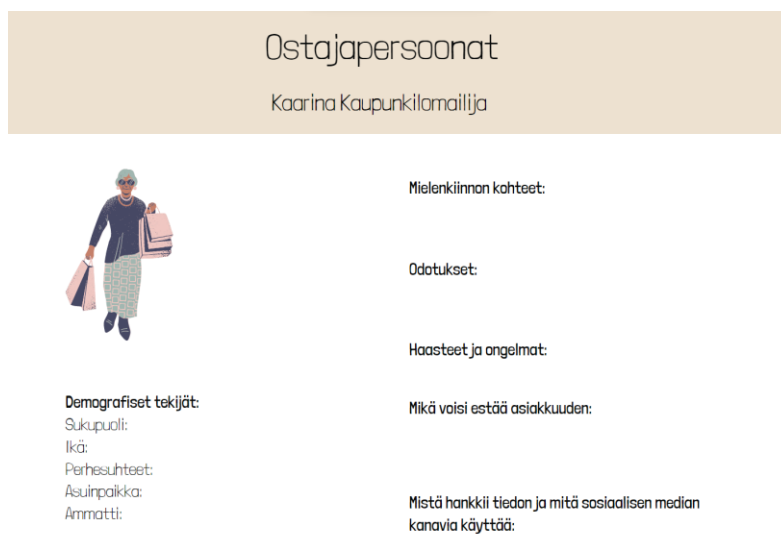 Ostajapersoonat
Kaarina Kaupunkilomailija
Demografiset tekijät:
Sukupuoli:
Ikä:
Perhesuhteet:
Asuinpaikka:
Ammatti:
Mielenkiinnon kohteet:
Odotukset:
Haasteet ja ongelmat:
Mikä voisi estää asiakkuuden:
Mistä hankkii tiedon ja mitä sosiaalisen median
kanavia käyttää: